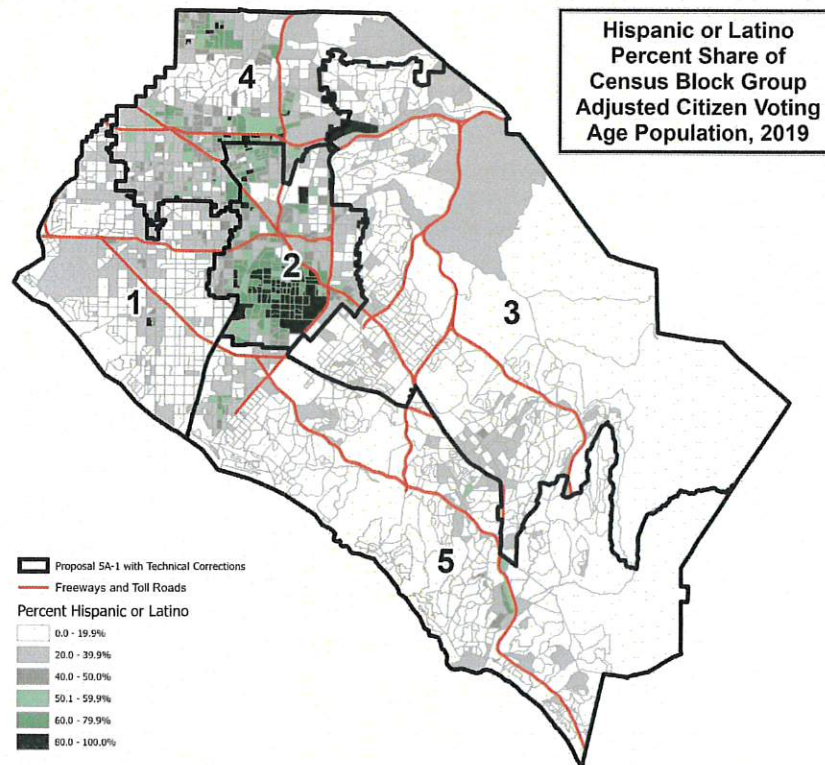 Hispanic or Latino
Percent Share of
Census Block Group
Adjusted Citizen Voting
Age Population, 2019
4
2
1
3
5
Proposal 5A-1 with Technical Corrections
Freeways and Toll Roads
Percent Hispanic or Latino
0.0 - 19.9%
20.0 - 39.9%
40.0 - 50.0%
50.1 - 59.9%
60.0 - 79.9%
80.0 - 100.0%